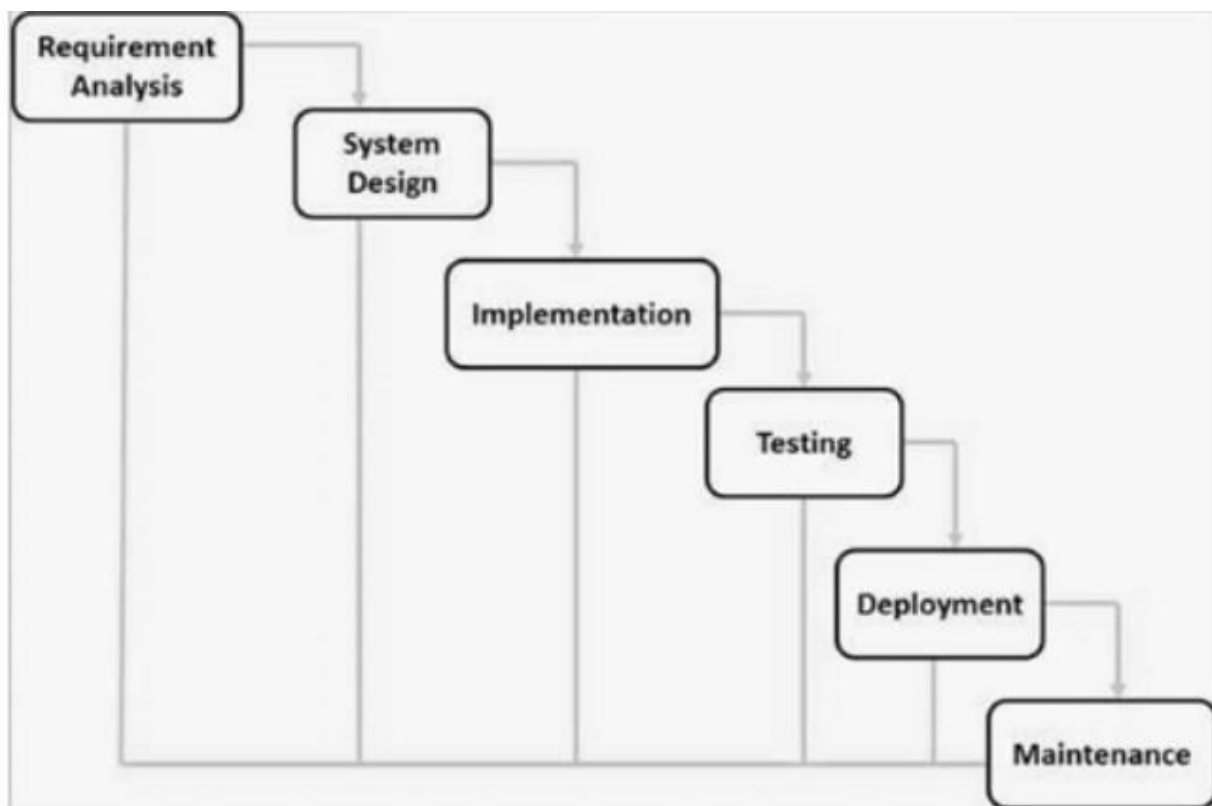 Requirement
Analysis
System
Design
Implementation
Testing
Deployment
Maintenance